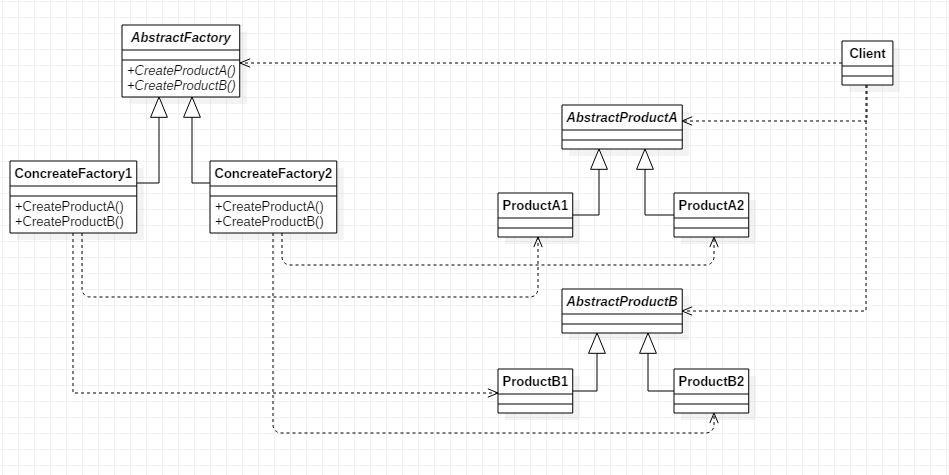 AbstractFactory
+CreateProductA()
+CreateProductB()
Client
AbstractProductA
ConcreateFactory1
+CreateProductA()
+CreateProductB()
ConcreateFactory2
+CreateProductA()
+CreateProductB()
ProductA1
ProductA2
AbstractProductB
ProductB1
ProductB2